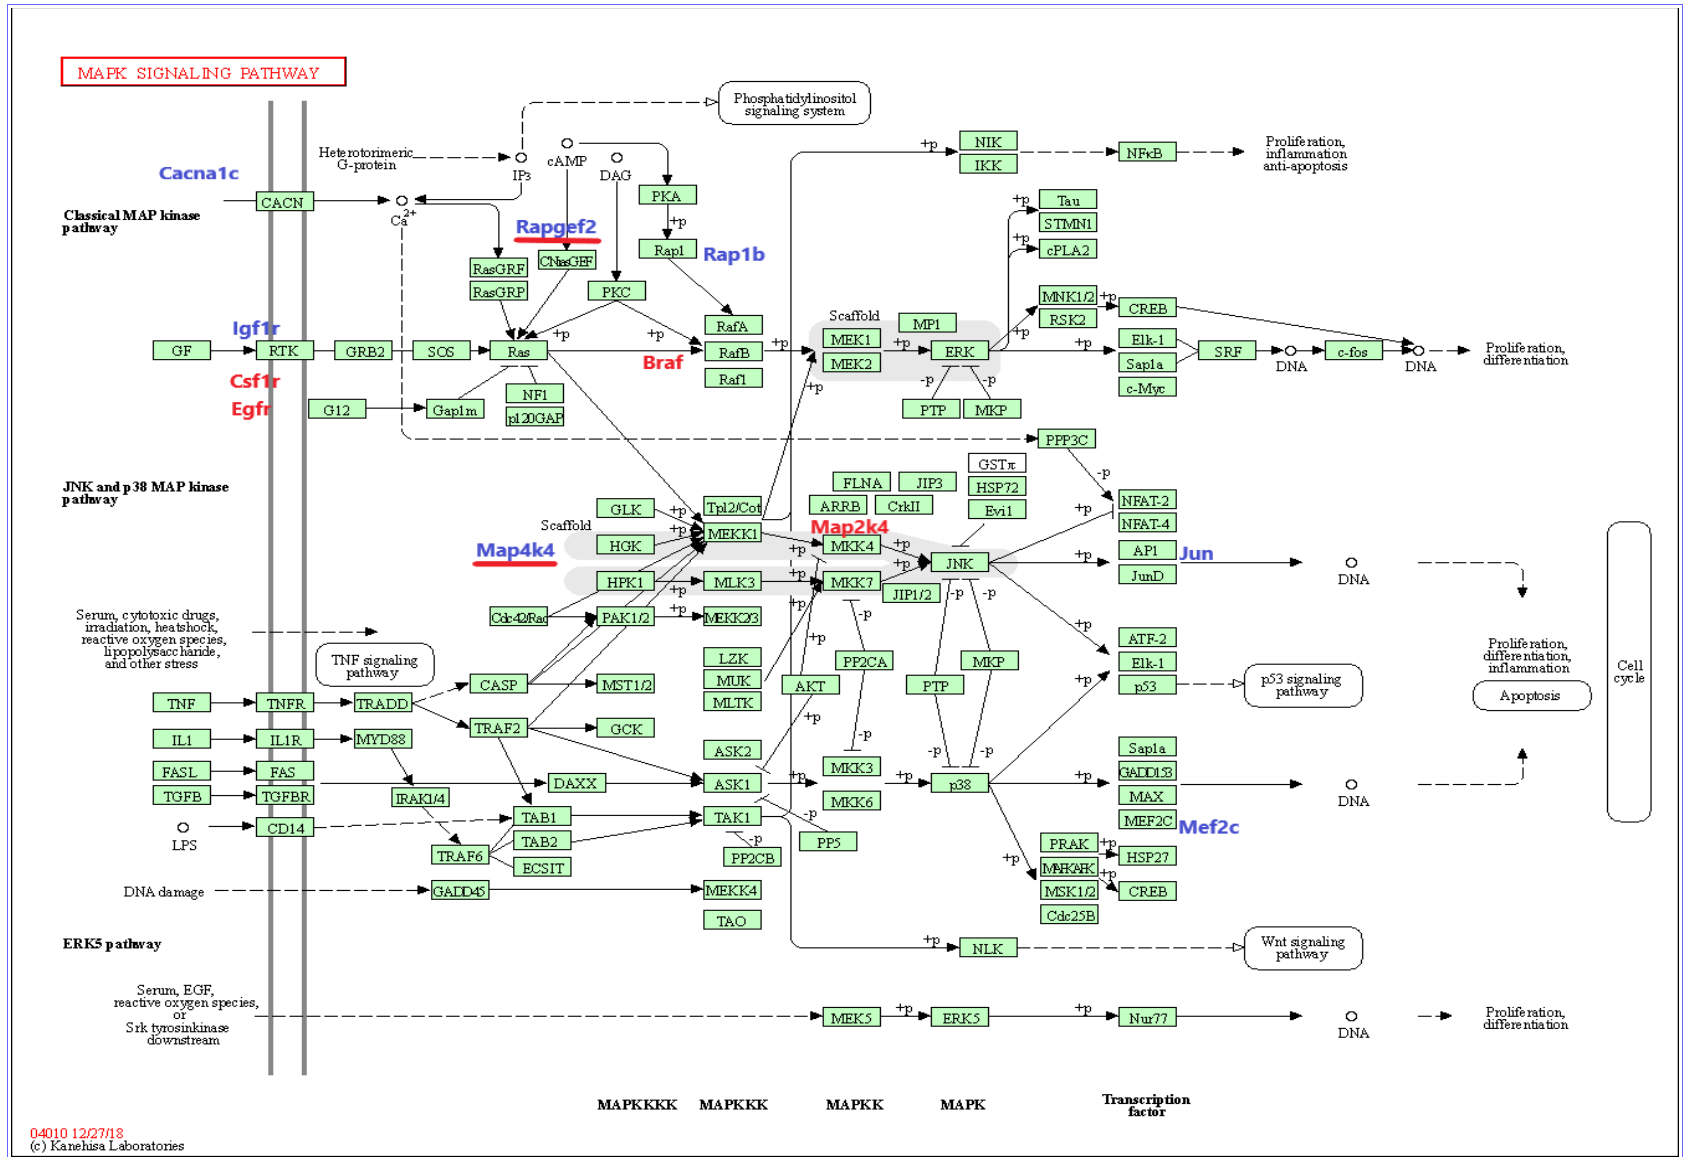 MAPK SIGNALING PATHWAY
Phosphatidylinositol
signaling system
Heterotorimeric
G-protein
IP3
cAMP
DAG
+p
NIK
IKK
NFκB
Proliferation,
inflammation
anti-apoptosis
Cacna1c
CACN
Ca2+
PKA
+p
Tau
STMN1
+p
+p
cPLA2
Classical MAP kinase
pathway
Rapgef2
CNrasGEF
Rap1
Rap1b
RasGRF
RasGRP
PKC
MNK1/2
RSK2
+p
CREB
Scaffold
MP1
Igf1r
GF
RTK
GRB2
SOS
Ras
+p
+p
RafA
RafB
Raf1
Braf
+p
MEK1
MEK2
+p
ERK
+p
+p
Elk-1
Sap1a
c-Myc
SRF
DNA
c-fos
DNA
Proliferation,
differentiation
Csf1r
Egfr
G12
Gap1m
NF1
p120GAP
+p
-p
-p
PTP
MKP
PPP3C
-p
JNK and p38 MAP kinase
pathway
GSTπ
HSP72
Evi1
FLNA
JIP3
ARRB
CrkII
NFAT-2
NFAT-4
Scaffold
GLK
HGK
HPK1
+p
+p
+p
+p
Tpl2/Cot
MEKK1
MLK3
Map4k4
Map2k4
+p
+p
MKK4
MKK7
+p
+p
JNK
JIP1/2
+p
AP1
JunD
Jun
DNA
Cdc42/Rac
PAK1/2
+p
MEKK2/3
+p
+p
-p
-p
-p
Serum, cytotoxic drugs,
irradiation, heatshock,
reactive oxygen species,
lipopolysaccharide,
and other stress
TNF signaling
pathway
LZK
MUK
MLTK
AKT
PP2CA
PTP
MKP
+p
ATF-2
Elk-1
p53
+p
p53 signaling
pathway
Proliferation,
differentiation,
inflammation
Apoptosis
Cell
cycle
CASP
MST1/2
TNF
TNFR
TRADD
TRAF2
GCK
+p
-p
-p
-p
IL1
IL1R
MYD88
ASK2
FASL
FAS
DAXX
ASK1
+p
MKK3
MKK6
+p
p38
+p
Sap1a
GADD153
MAX
MEF2C
Mef2c
DNA
TGFB
TGFBR
IRAK1/4
LPS
CD14
TAB1
TAB2
ECSIT
TRAF6
TAK1
-p
PP2CB
-p
PP5
+p
PRAK
MAPKAPK
MSK1/2
Cdc25B
+p
+p
HSP27
CREB
DNA damage
GADD45
MEKK4
TAO
ERK5 pathway
+p
NLK
Wnt signaling
pathway
Serum, EGF,
reactive oxygen species,
or
Srk tyrosinkinase
downstream
MEK5
+p
ERK5
+p
Nur77
DNA
Proliferation,
differentiation
MAPKKKK
MAPKKK
MAPKK
MAPK
Transcription
factor
04010 12/27/18
(c) Kanehisa Laboratories